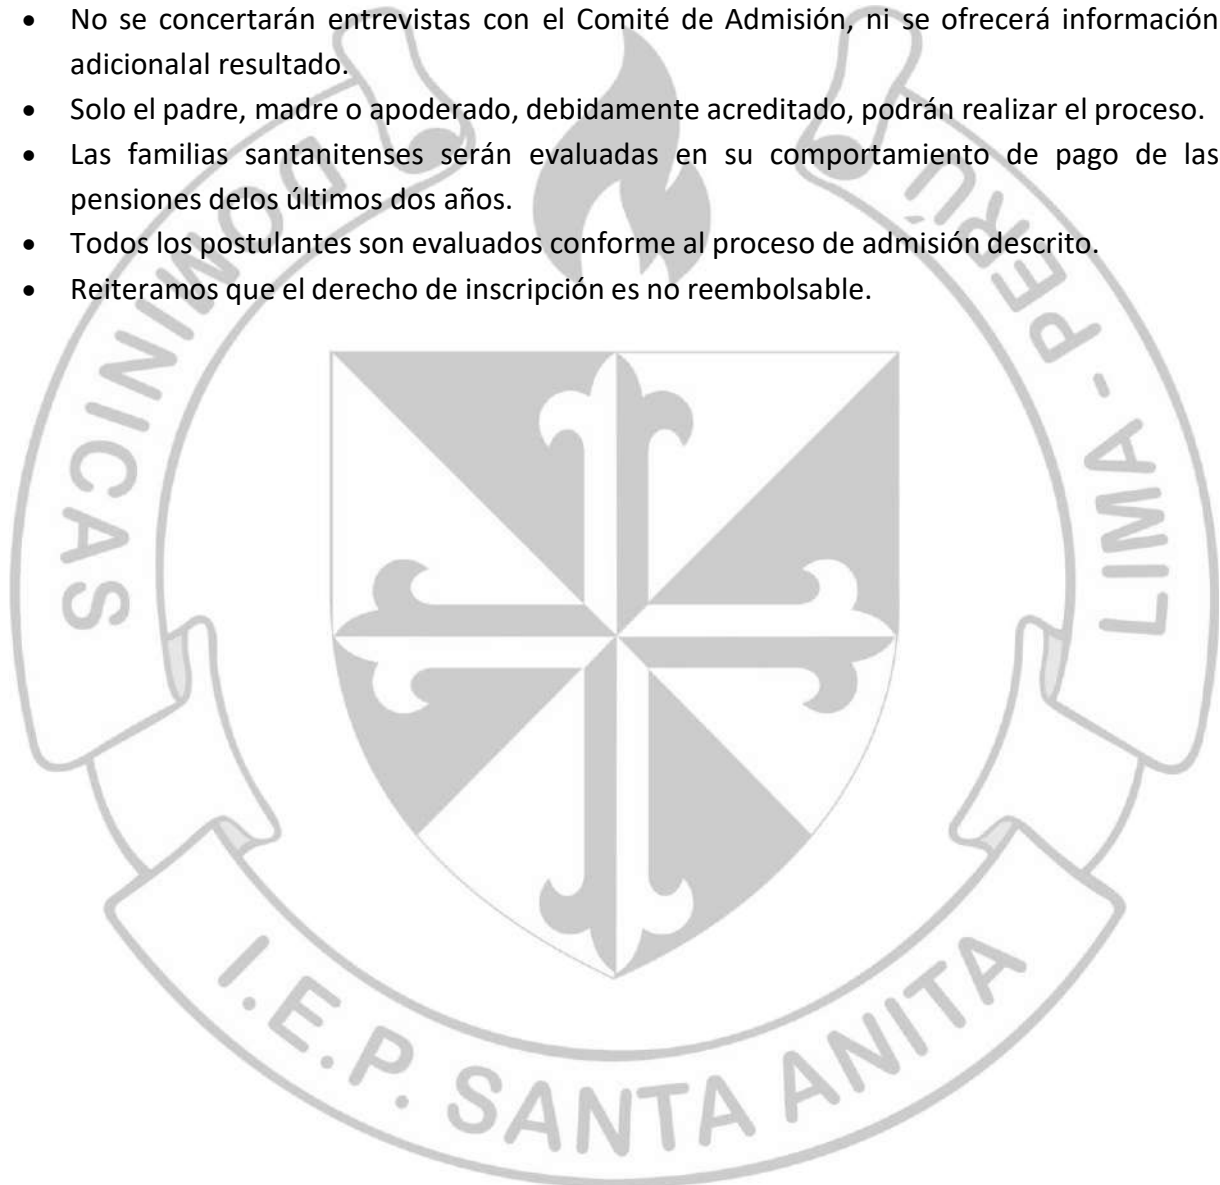 • No se concertarán entrevistas con el Comité de Admisión, ni se ofrecerá información
adicionalal resultado.
• Solo el padre, madre o apoderado, debidamente acreditado, podrán realizar el proceso.
• Las familias santanitenses serán evaluadas en su comportamiento de pago de las
pensiones delos últimos dos años.
• Todos los postulantes son evaluados conforme al proceso de admisión descrito.
• Reiteramos que el derecho de inscripción es no reembolsable.
DOMINICAS
LIMA - PERÚ
I.E.P. SANTA ANITA